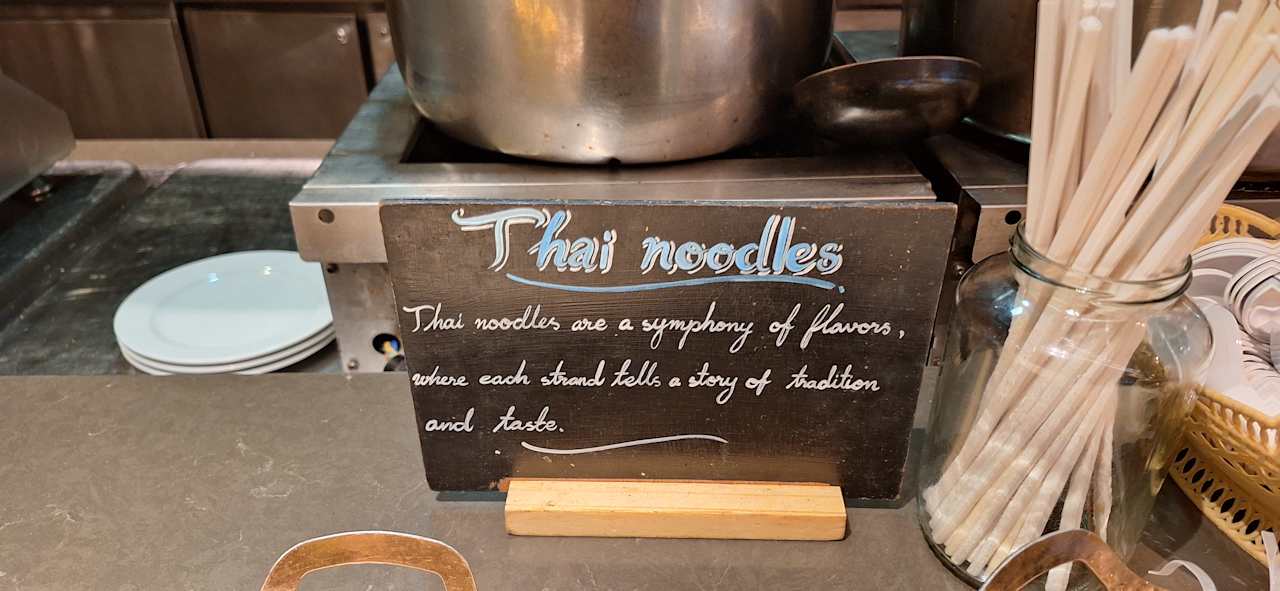 Thai noodles
Thai noodles are a symphony of flavors,
where each strand tells a story of tradition
and taste.